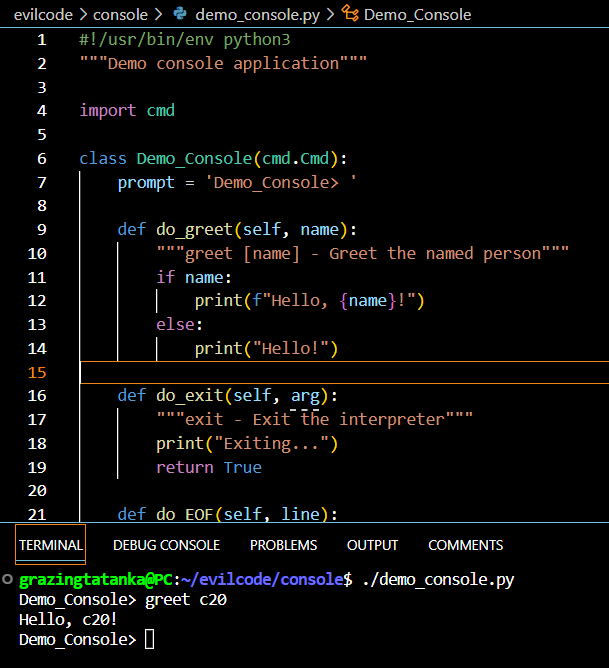 evilcode > console > demo_console.py > Demo_Console
1 #!/usr/bin/env python3
2 """Demo console application"""
3
4 import cmd
5
6 class Demo_Console(cmd.Cmd):
7     prompt = 'Demo_Console> '
8
9     def do_greet(self, name):
10         """greet [name] - Greet the named person"""
11         if name:
12             print(f"Hello, {name}!")
13         else:
14             print("Hello!")
15
16     def do_exit(self, arg):
17         """exit - Exit the interpreter"""
18         print("Exiting...")
19         return True
20
21     def do_EOF(self, line):
TERMINAL DEBUG CONSOLE PROBLEMS OUTPUT COMMENTS
grazingtatanka@PC:~/evilcode/console$ ./demo_console.py
Demo_Console> greet c20
Hello, c20!
Demo_Console>